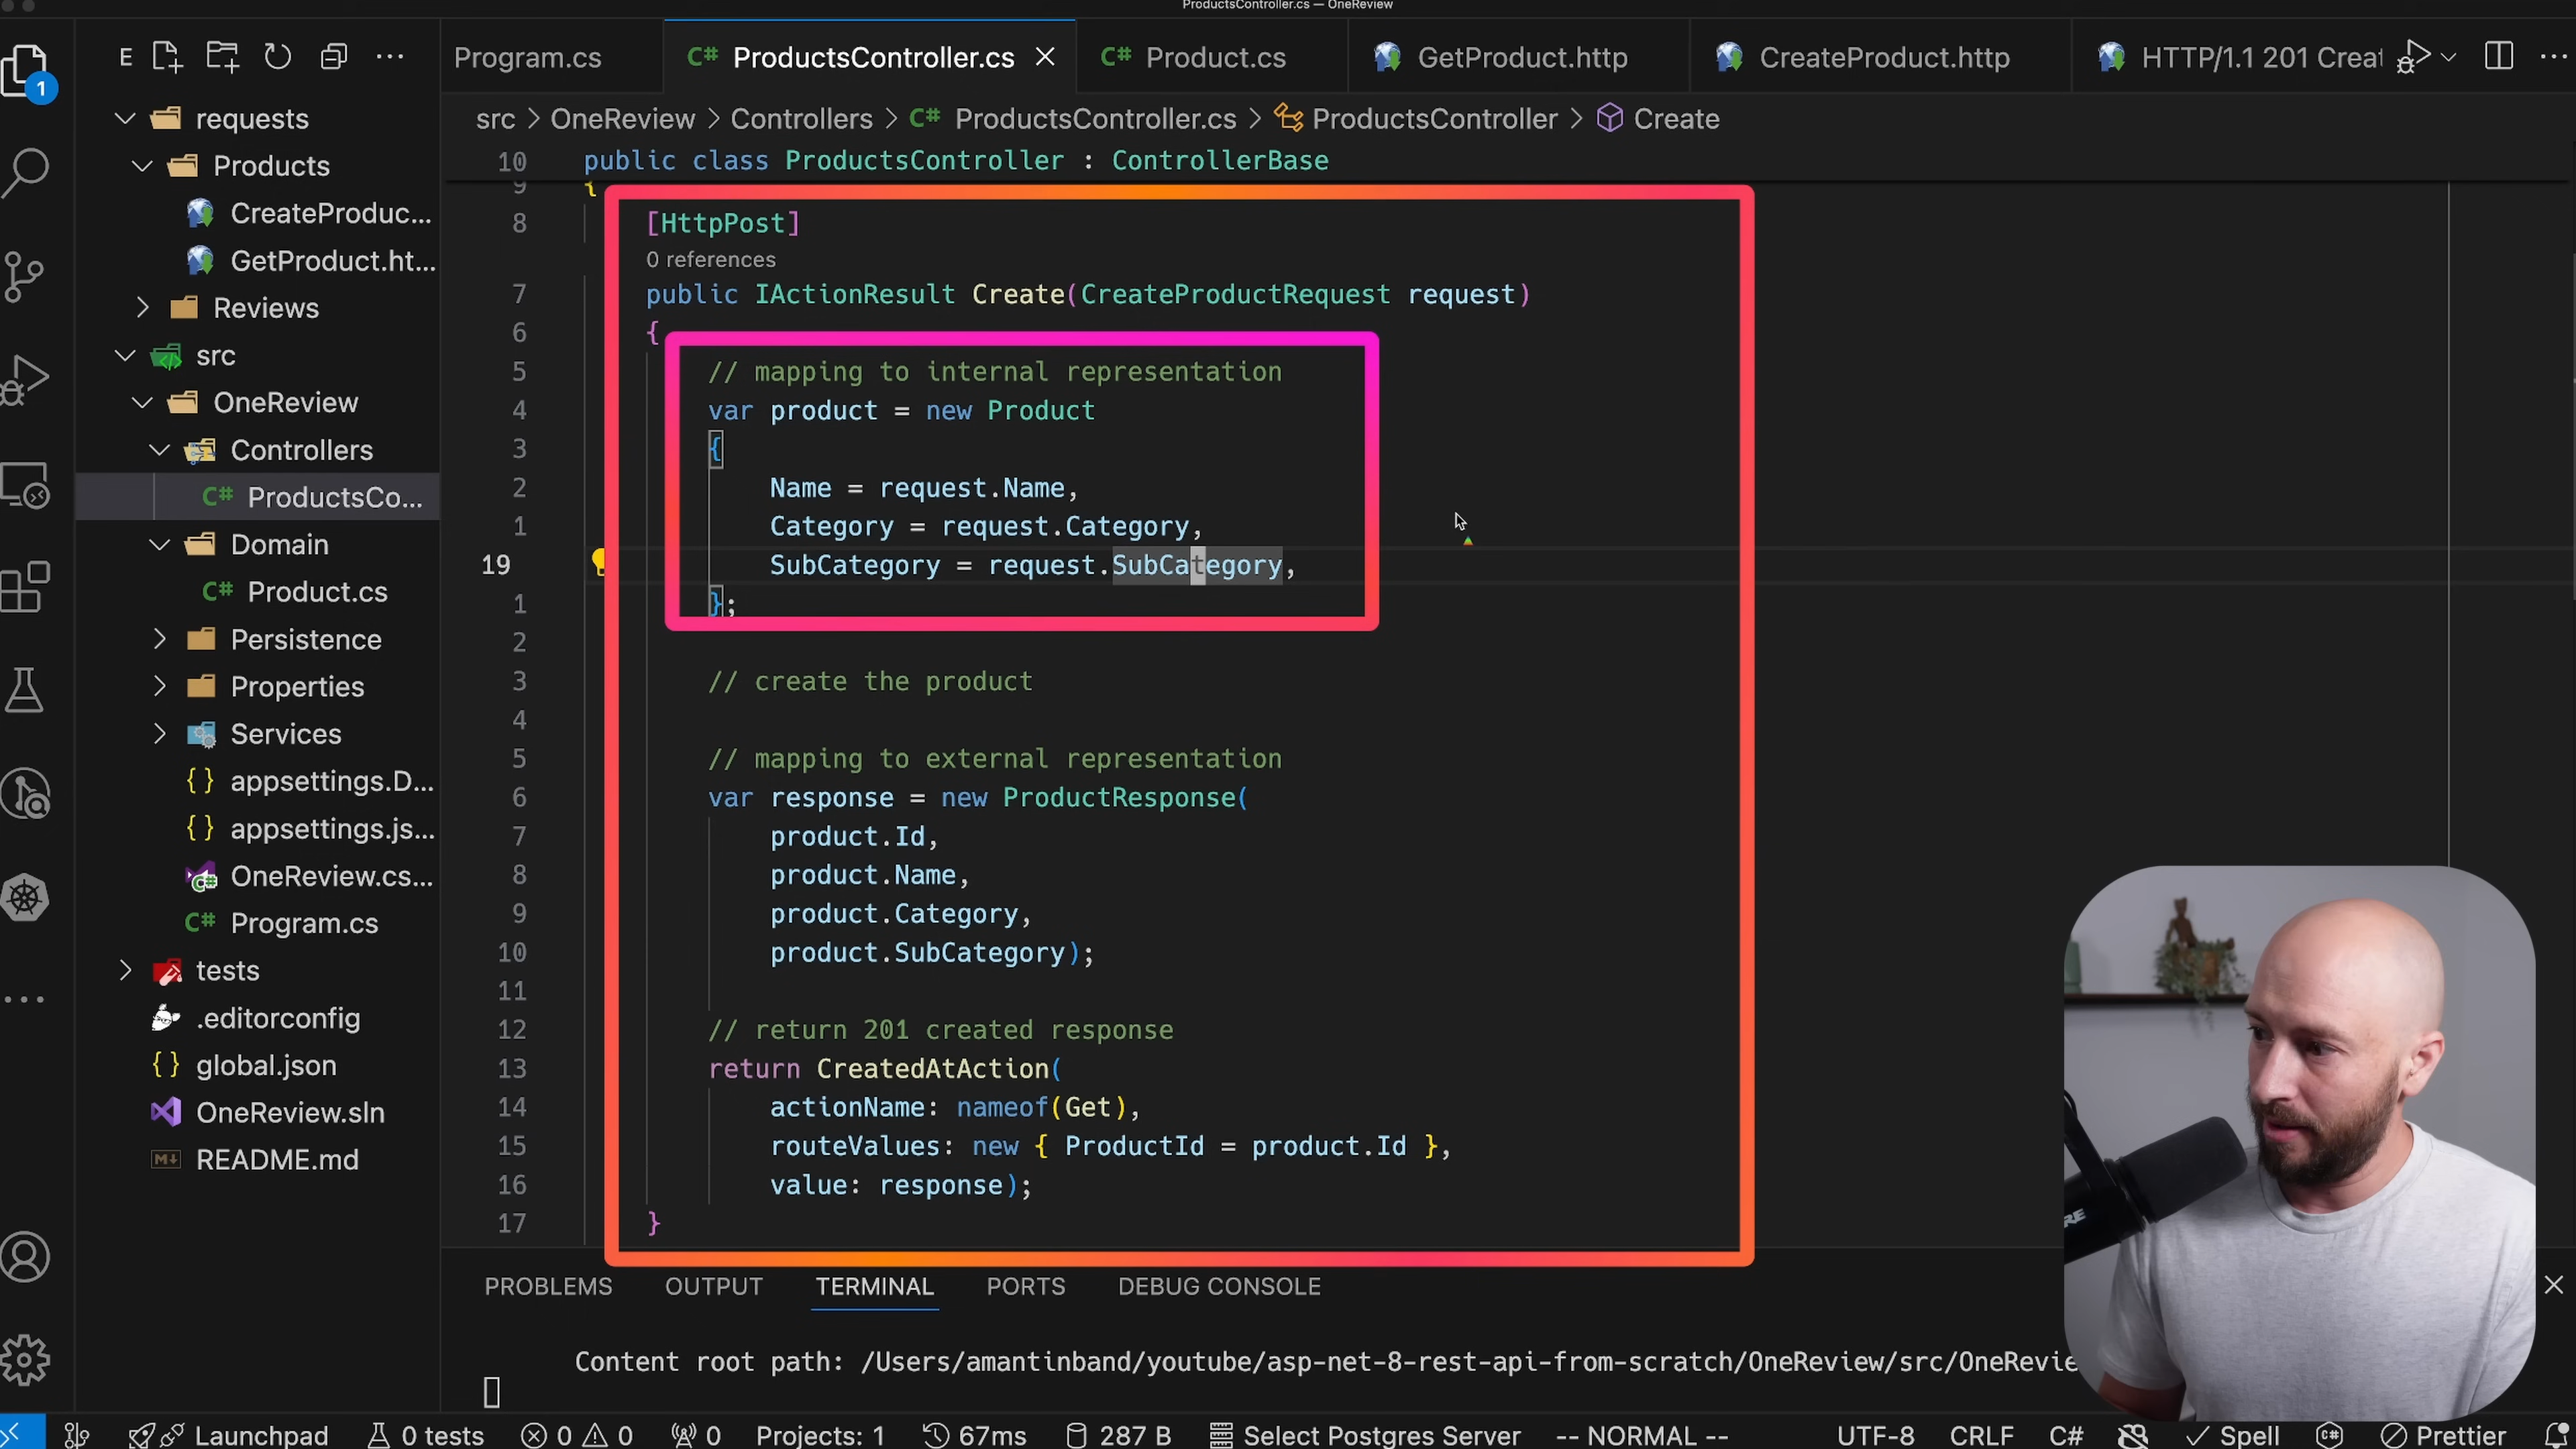 ProductsController.cs — OneReview
1
E
Program.cs
C# ProductsController.cs
C# Product.cs
GetProduct.http
CreateProduct.http
HTTP/1.1 201 Creat
src > OneReview > Controllers > C# ProductsController.cs > ProductsController > Create
requests
Products
CreateProduc...
GetProduct.ht...
Reviews
src
OneReview
Controllers
C# ProductsCo...
Domain
C# Product.cs
Persistence
Properties
Services
{} appsettings.D...
{} appsettings.js...
OneReview.cs...
C# Program.cs
tests
.editorconfig
{} global.json
OneReview.sln
README.md
10 public class ProductsController : ControllerBase
9 {
8 [HttpPost]
0 references
7 public IActionResult Create(CreateProductRequest request)
6 {
5 // mapping to internal representation
4 var product = new Product
3 {
2 Name = request.Name,
1 Category = request.Category,
19 SubCategory = request.SubCategory,
1 };
2
3 // create the product
4
5 // mapping to external representation
6 var response = new ProductResponse(
7 product.Id,
8 product.Name,
9 product.Category,
10 product.SubCategory);
11
12 // return 201 created response
13 return CreatedAtAction(
14 actionName: nameof(Get),
15 routeValues: new { ProductId = product.Id },
16 value: response);
17 }
PROBLEMS OUTPUT TERMINAL PORTS DEBUG CONSOLE
Content root path: /Users/amantinband/youtube/asp-net-8-rest-api-from-scratch/OneReview/src/OneRevie
Launchpad 0 tests 0 0 0 Projects: 1 67ms 287 B Select Postgres Server -- NORMAL -- UTF-8 CRLF C# Spell Prettier